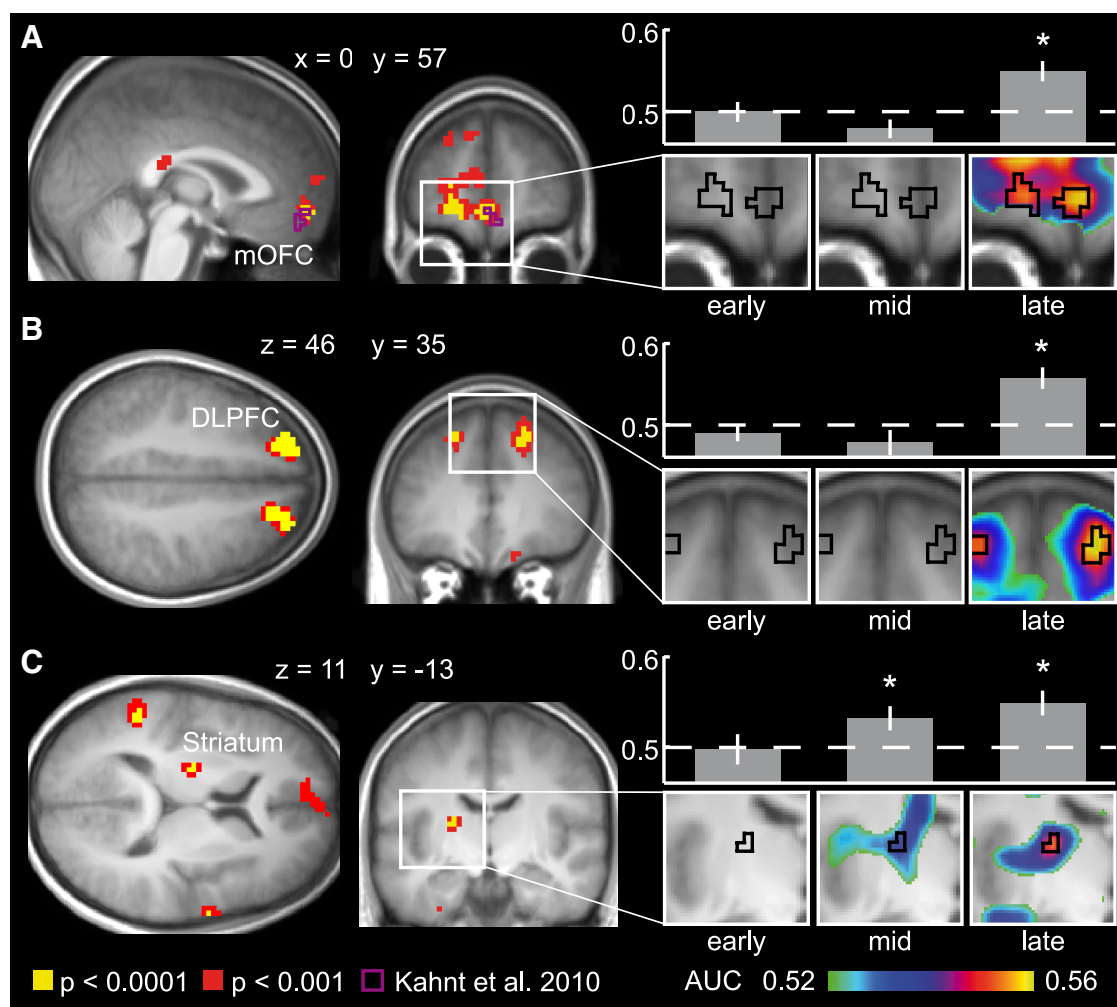 A
x = 0 y = 57
mOFC
0.6
0.5
*
early mid late
B
z = 46 y = 35
DLPFC
0.6
0.5
*
early mid late
C
z = 11 y = -13
Striatum
0.6
0.5
* *
early mid late
p < 0.0001 p < 0.001 Kahnt et al. 2010 AUC 0.52 0.56